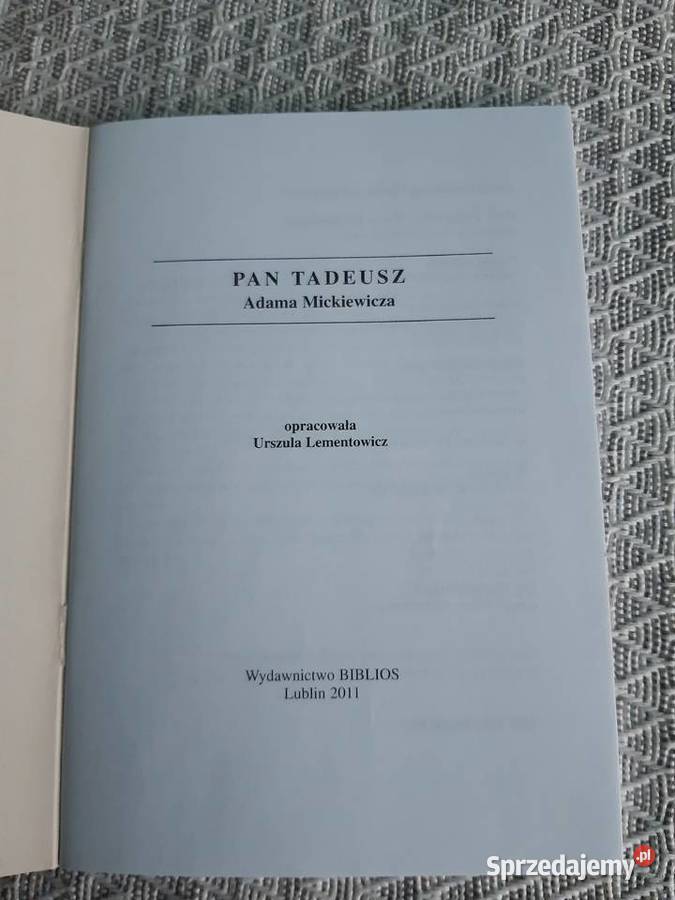 PAN TADEUSZ
Adama Mickiewicza
opracowała
Urszula Lementowicz
Wydawnictwo BIBLIOS
Lublin 2011
Sprzedajemy.pl